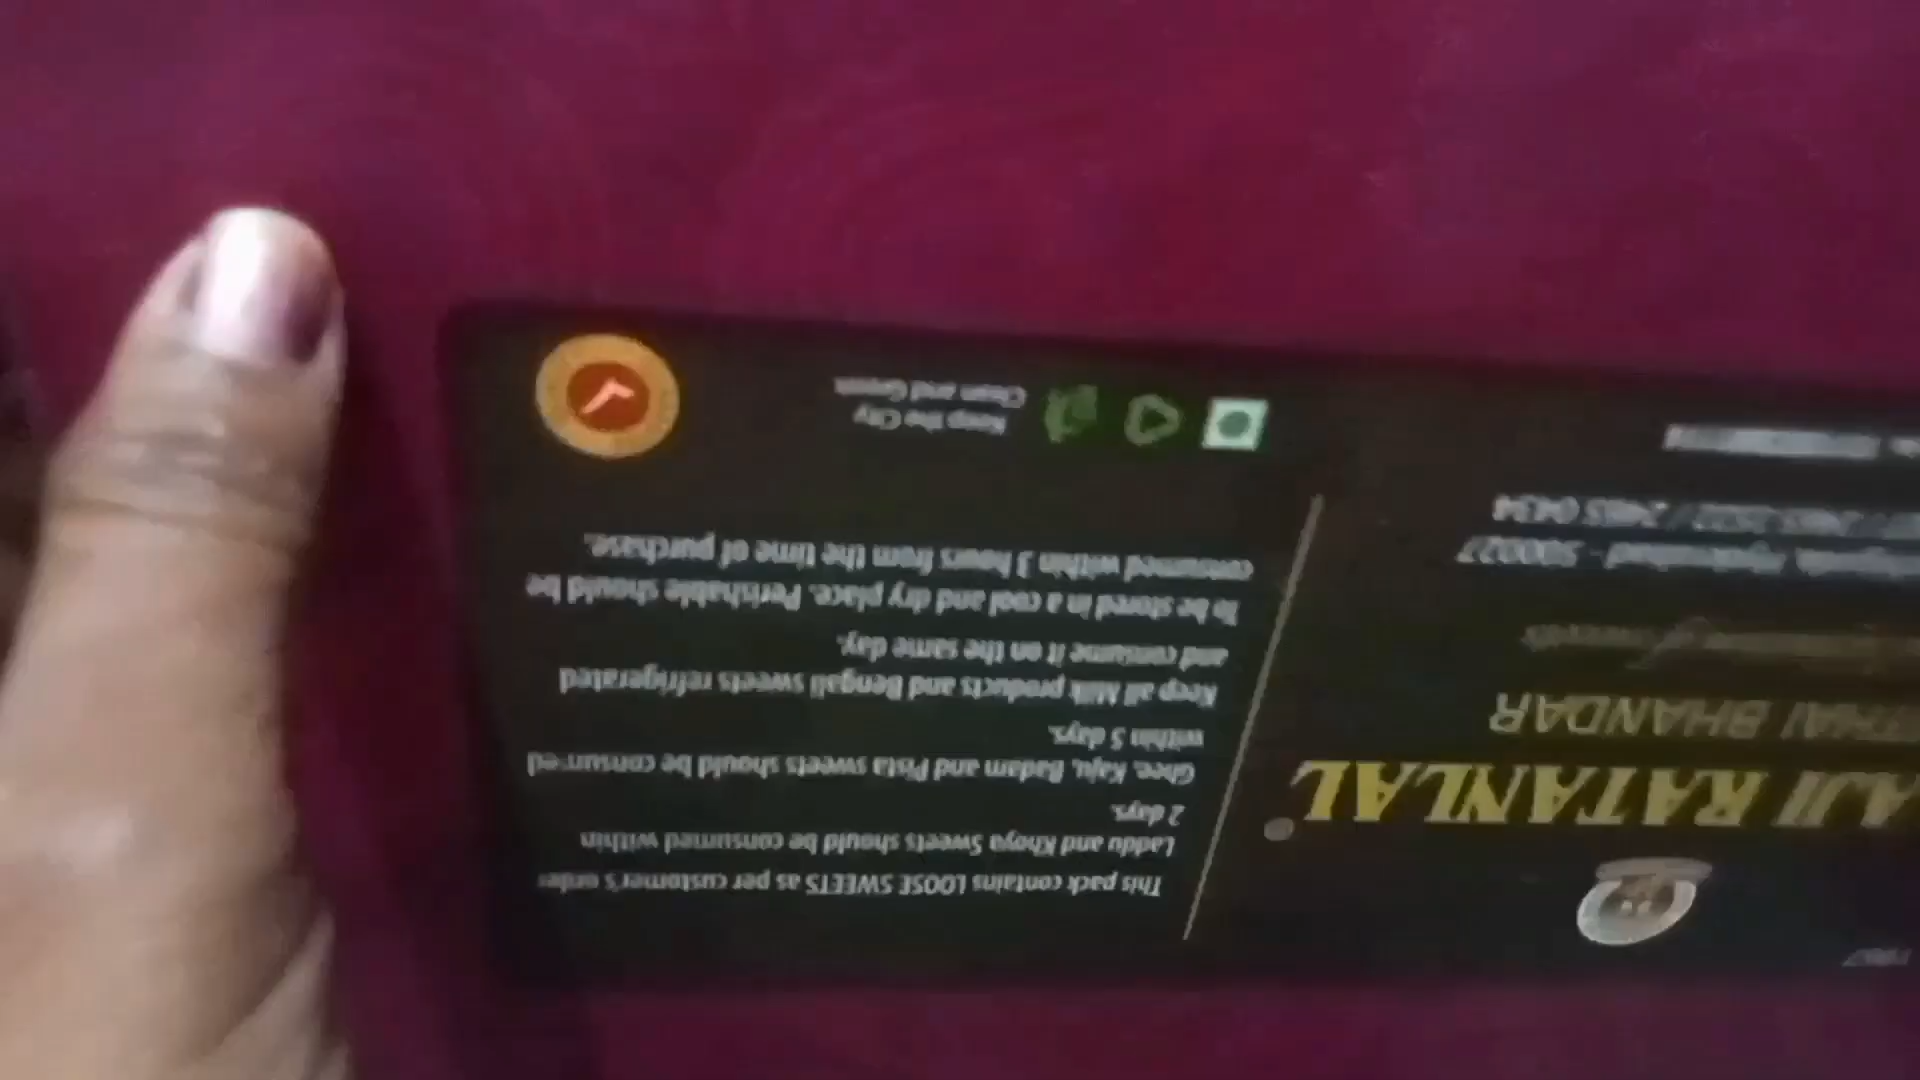 AJI RATANLAL
THAI BHANDAR
of sweets
Hyderabad - 500027
/ 2465 0434
This pack contains LOOSE SWEETS as per customer's order
Laddu and Khoya Sweets should be consumed within
2 days.
Ghee, Kaju, Badam and Pista sweets should be consumed
within 5 days.
Keep all Milk products and Bengali sweets refrigerated
and consume it on the same day.
To be stored in a cool and dry place. Perishable should be
consumed within 3 hours from the time of purchase.
Keep the City
Clean and Green